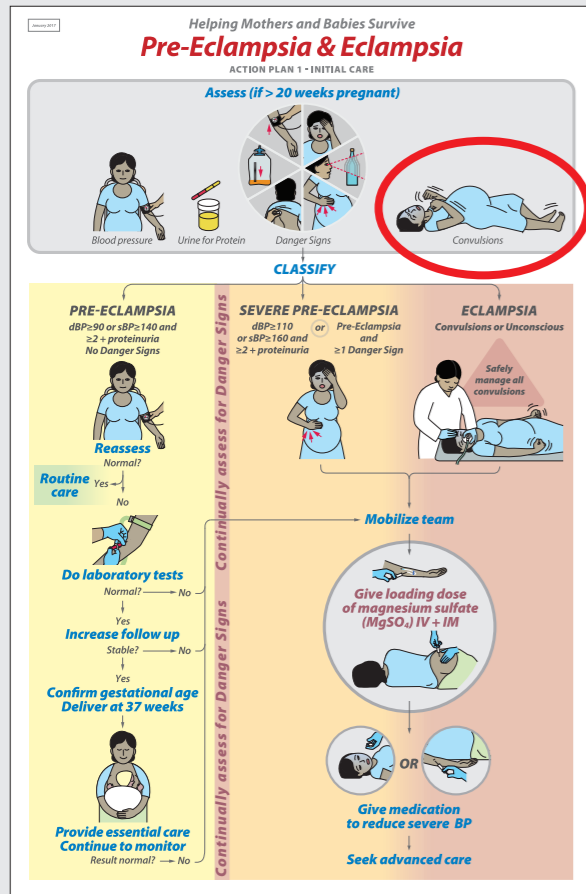 January 2017
Helping Mothers and Babies Survive
Pre-Eclampsia & Eclampsia
ACTION PLAN 1 - INITIAL CARE
Assess (if > 20 weeks pregnant)
Blood pressure
Urine for Protein
Danger Signs
Convulsions
CLASSIFY
PRE-ECLAMPSIA
dBP≥90 or sBP≥140 and
≥2 + proteinuria
No Danger Signs
Reassess
Normal?
Yes
Routine
care
No
Do laboratory tests
Normal?
No
Yes
Increase follow up
Stable?
No
Yes
Confirm gestational age
Deliver at 37 weeks
Provide essential care
Continue to monitor
Result normal?
No
Continually assess for Danger Signs
Continually assess for Danger Signs
SEVERE PRE-ECLAMPSIA
dBP≥110
or sBP≥160 and
≥2 + proteinuria
or
Pre-Eclampsia
and
≥1 Danger Sign
ECLAMPSIA
Convulsions or Unconscious
Safely
manage all
convulsions
Mobilize team
Give loading dose
of magnesium sulfate
(MgSO₄) IV + IM
OR
Give medication
to reduce severe BP
Seek advanced care